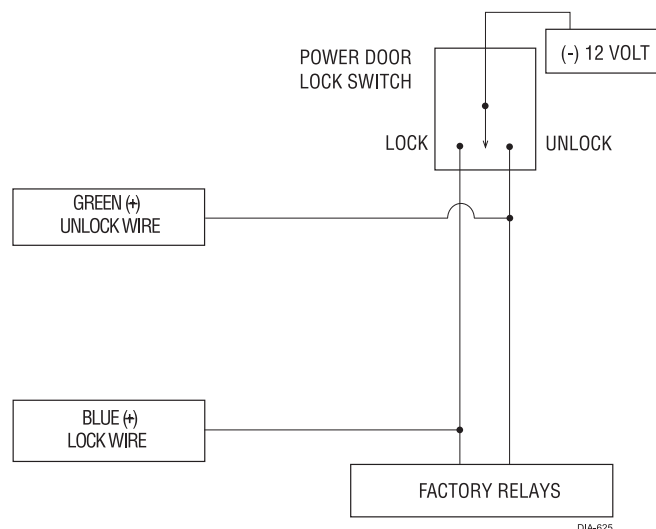 (-) 12 VOLT
POWER DOOR
LOCK SWITCH
LOCK
UNLOCK
GREEN (+)
UNLOCK WIRE
BLUE (+)
LOCK WIRE
FACTORY RELAYS
DIA-625